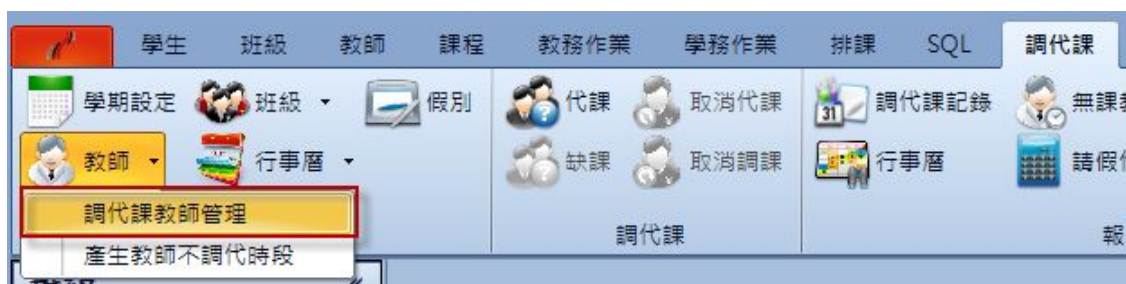 學生 班級 教師 課程 教務作業 學務作業 排課 SQL 調代課
學期設定 班級 假別 代課 取消代課 31 調代課記錄 無課
教師 行事曆 缺課 取消調課 行事曆 請假
調代課教師管理
調代課 報
產生教師不調代時段